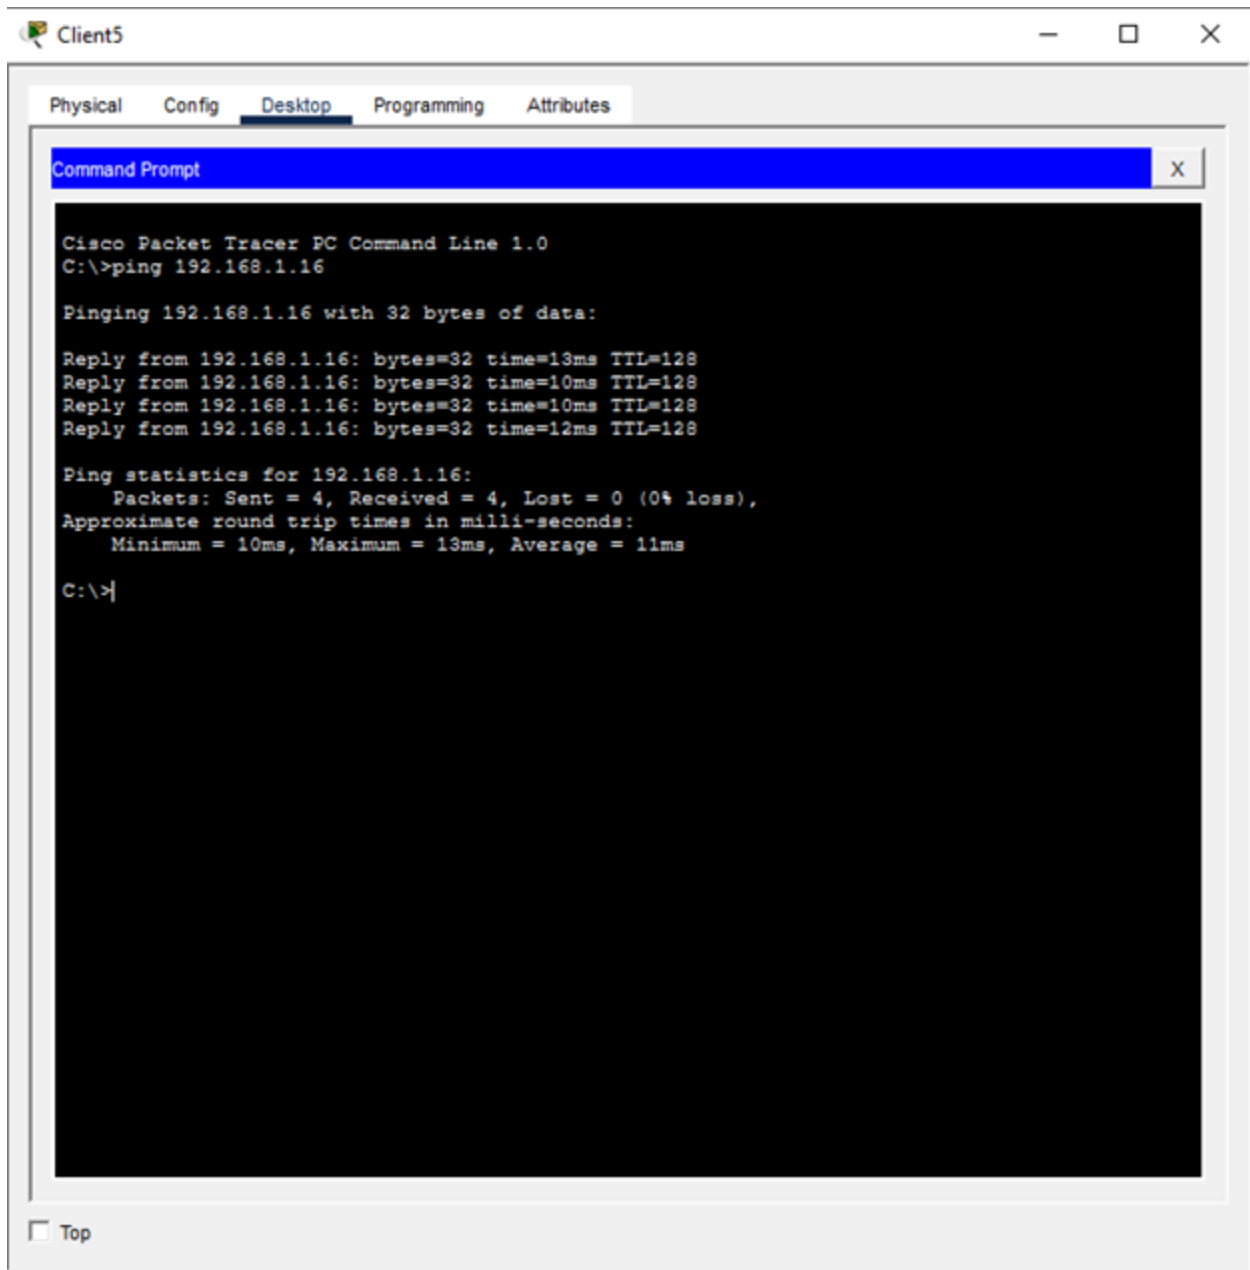 Client5
Physical Config Desktop Programming Attributes
Command Prompt
X
Cisco Packet Tracer PC Command Line 1.0
C:\>ping 192.168.1.16
Pinging 192.168.1.16 with 32 bytes of data:
Reply from 192.168.1.16: bytes=32 time=13ms TTL=128
Reply from 192.168.1.16: bytes=32 time=10ms TTL=128
Reply from 192.168.1.16: bytes=32 time=10ms TTL=128
Reply from 192.168.1.16: bytes=32 time=12ms TTL=128
Ping statistics for 192.168.1.16:
Packets: Sent = 4, Received = 4, Lost = 0 (0% loss),
Approximate round trip times in milli-seconds:
Minimum = 10ms, Maximum = 13ms, Average = 11ms
C:\>
Top